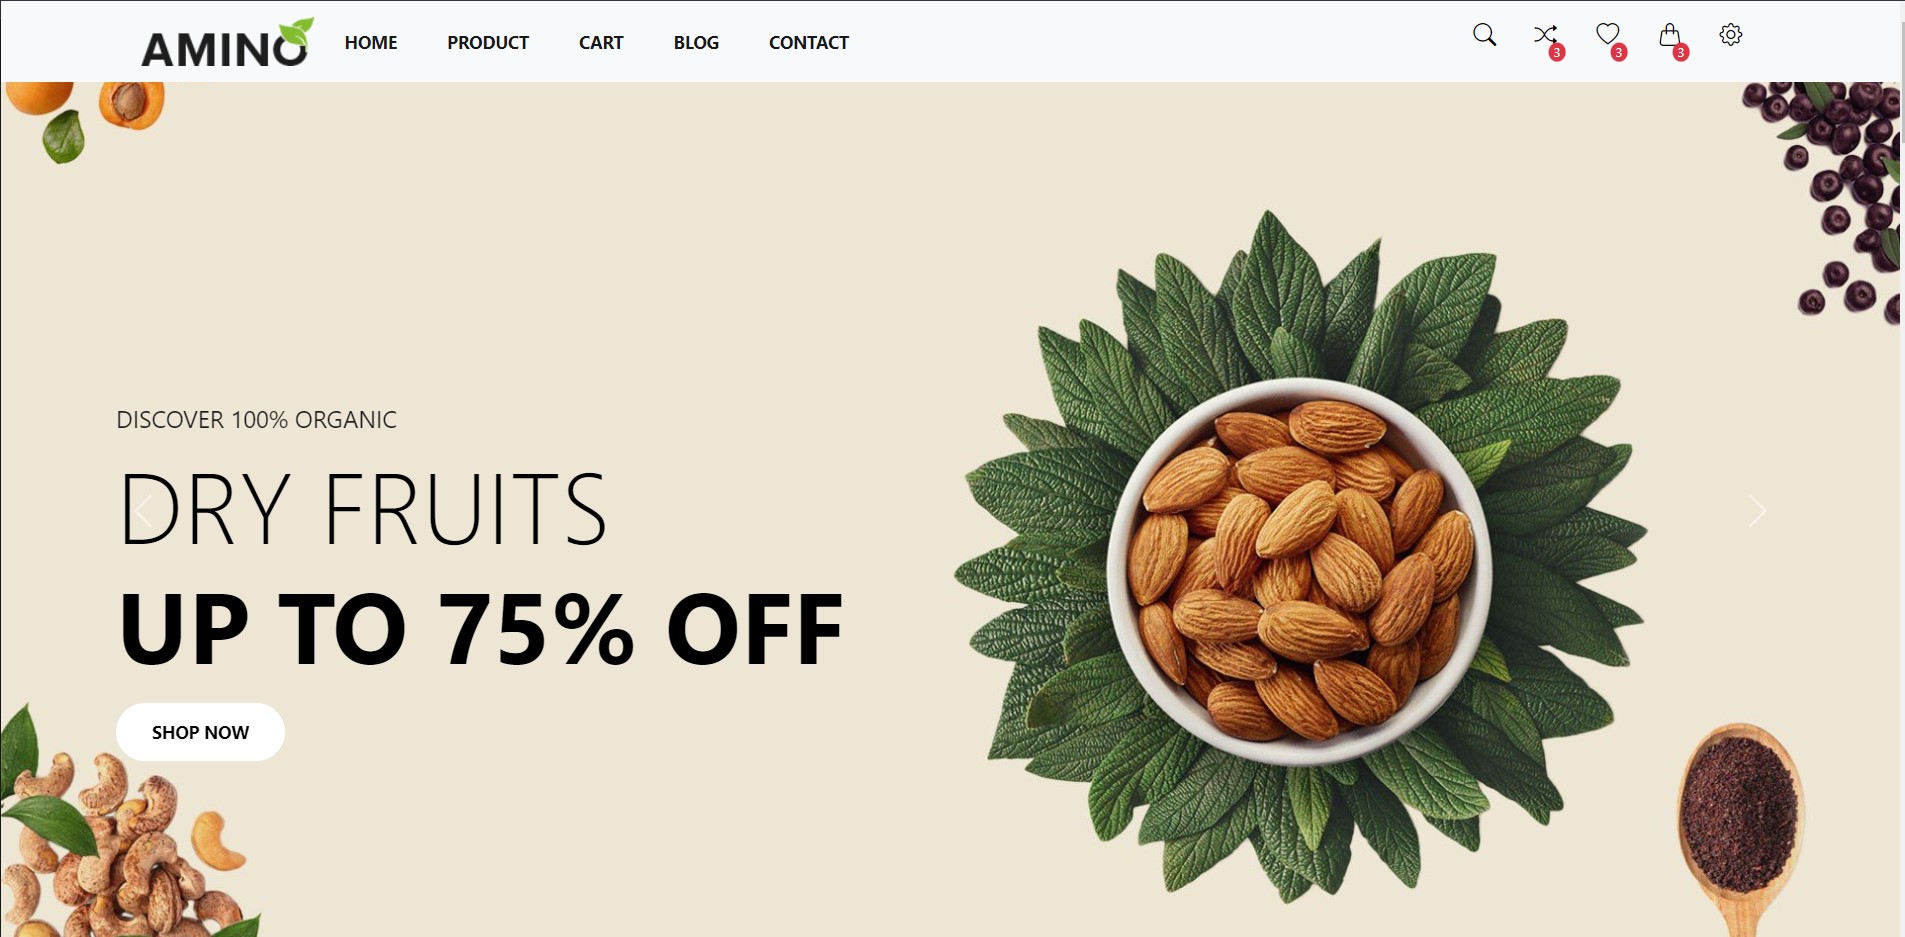 AMINO
HOME
PRODUCT
CART
BLOG
CONTACT
3
3
3
DISCOVER 100% ORGANIC
DRY FRUITS
UP TO 75% OFF
SHOP NOW